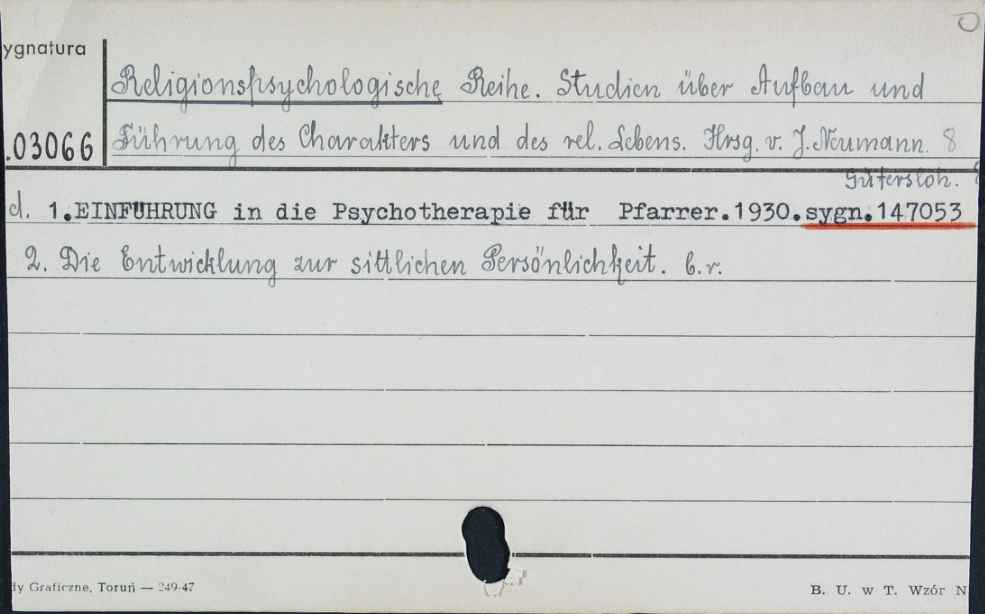 ygnatura
Religionspsychologische Reihe. Studien über Aufbau und
.03066
Führung des Charakters und des rel. Lebens. Hrsg. v. J. Neumann. 8
Gütersloh.
d. 1.EINFÜHRUNG in die Psychotherapie für Pfarrer.1930.sygn.147053
2. Die Entwicklung zur sittlichen Persönlichkeit. b.r.
dy Graficzne, Toruń — 249-47
B. U. w T. Wzór N